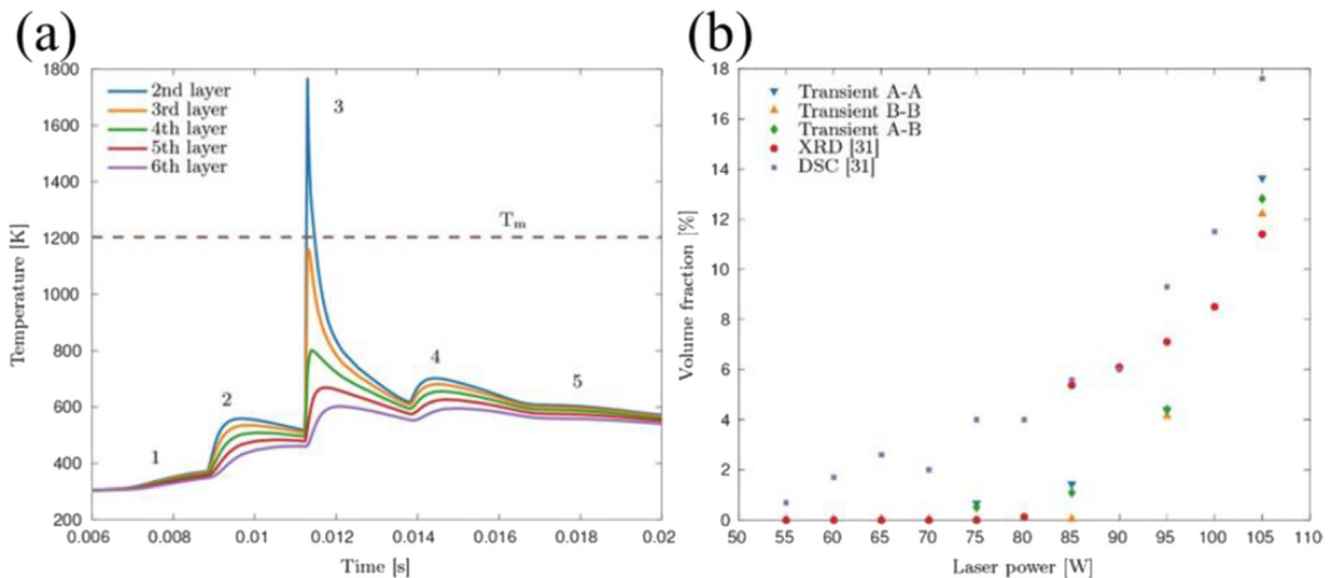 (a)
1800
1600
1400
1200
1000
800
600
400
200
Temperature [K]
2nd layer
3rd layer
4th layer
5th layer
6th layer
3
T_m
2
4
1
5
0.006
0.008
0.01
0.012
0.014
0.016
0.018
0.02
Time [s]
(b)
18
16
14
12
10
8
6
4
2
0
Volume fraction [%]
Transient A-A
Transient B-B
Transient A-B
XRD [31]
DSC [31]
50
55
60
65
70
75
80
85
90
95
100
105
110
Laser power [W]